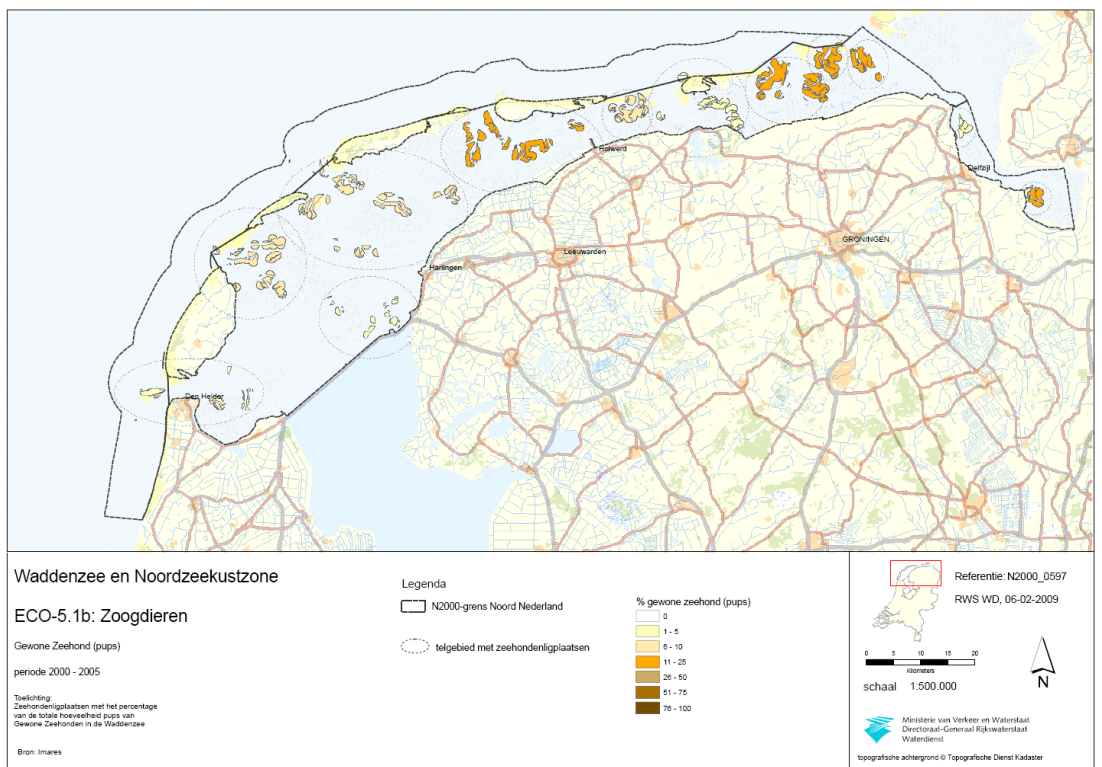 Holwerd
Delfzijl
GRONINGEN
Leeuwarden
Harlingen
Den Helder
Waddenzee en Noordzeekustzone
ECO-5.1b: Zoogdieren
Gewone Zeehond (pups)
periode 2000 - 2005
Toelichting:
Zeehondenligplaatsen met het percentage
van de totale hoeveelheid pups van
Gewone Zeehonden in de Waddenzee
Bron: Imares
Legenda
N2000-grens Noord Nederland
telgebied met zeehondenligplaatsen
% gewone zeehond (pups)
0
1 - 5
6 - 10
11 - 25
26 - 50
51 - 75
76 - 100
Referentie: N2000_0597
RWS WD, 06-02-2009
0 5 10 15 20
Kilometers
schaal 1:500.000
N
Ministerie van Verkeer en Waterstaat
Directoraat-Generaal Rijkswaterstaat
Waterdienst
topografische achtergrond © Topografische Dienst Kadaster